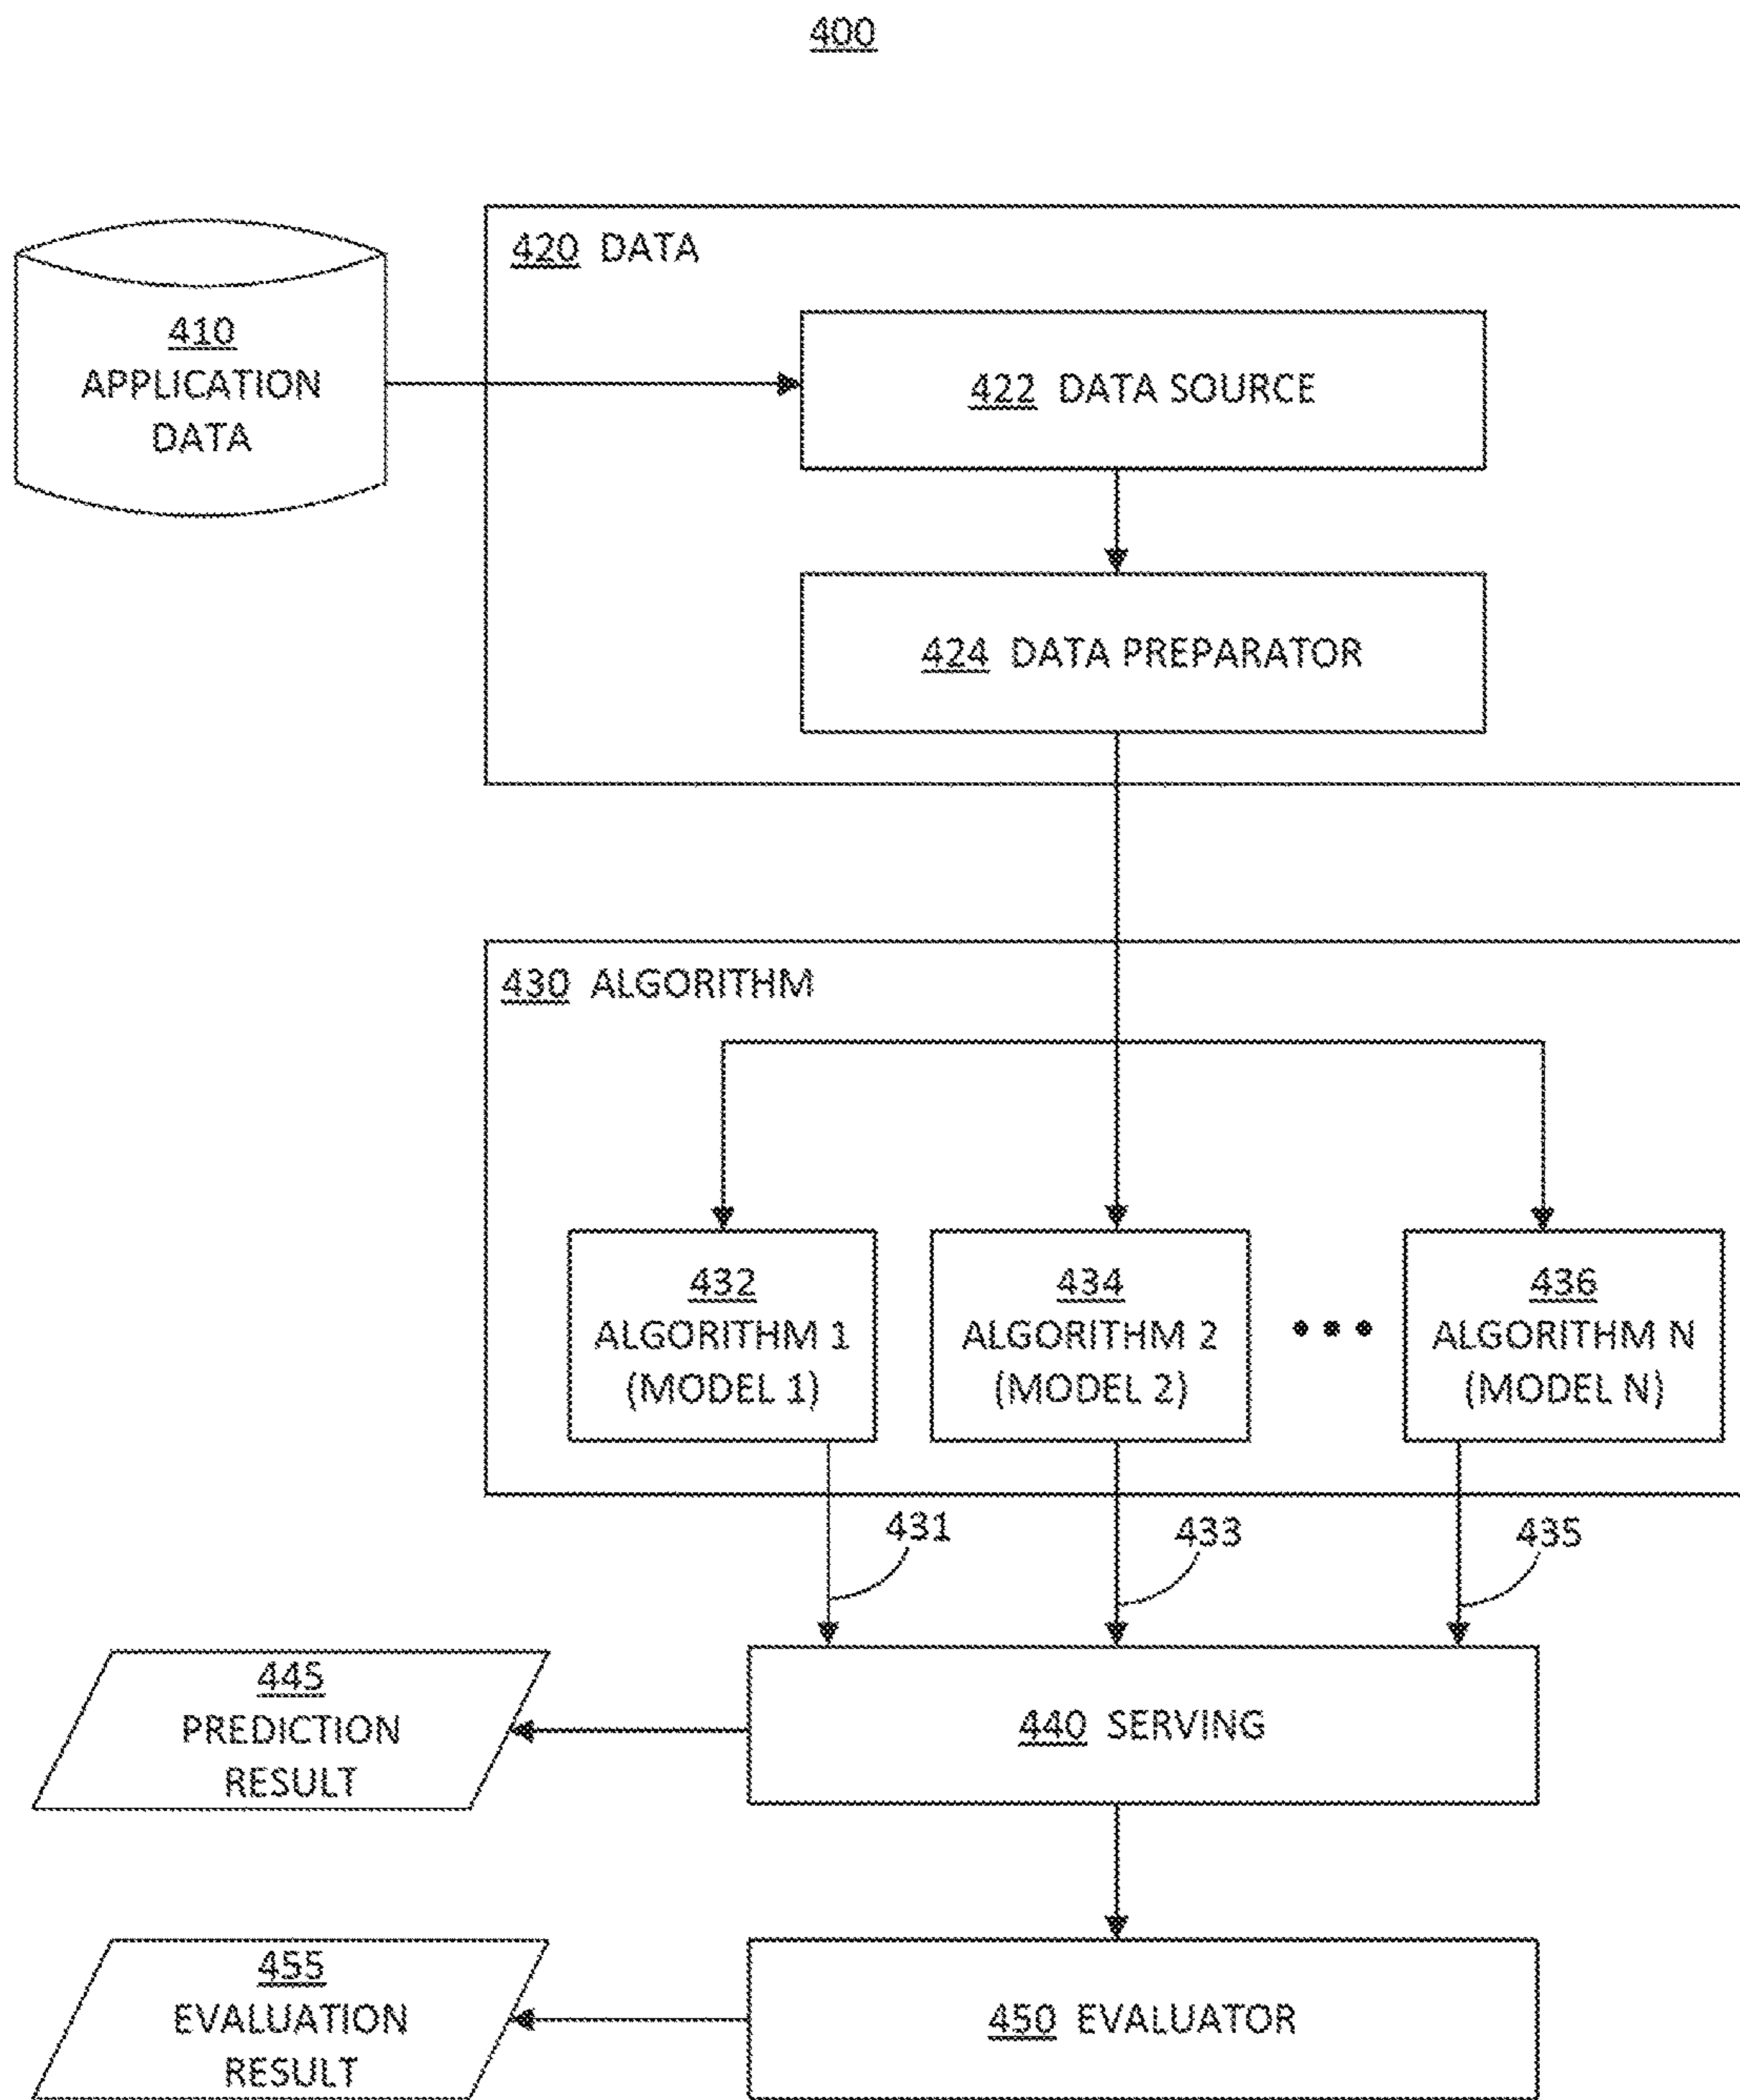 400
420 DATA
410
APPLICATION
DATA
422 DATA SOURCE
424 DATA PREPARATOR
430 ALGORITHM
432
ALGORITHM 1
(MODEL 1)
434
ALGORITHM 2
(MODEL 2)
436
ALGORITHM N
(MODEL N)
431
433
435
445
PREDICTION
RESULT
440 SERVING
455
EVALUATION
RESULT
450 EVALUATOR